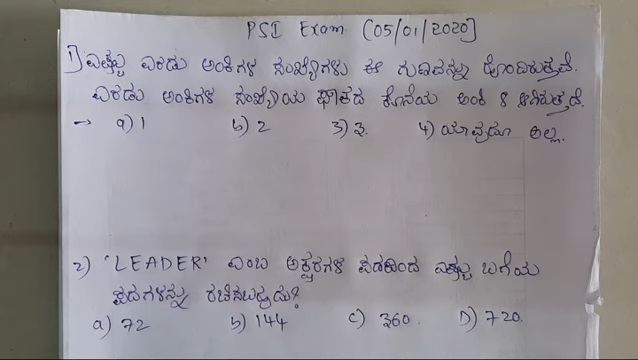 PSI Exam (05/01/2020)
1) ಎಷ್ಟು ಎರಡು ಅಂಕಿಗಳ ಸಂಖ್ಯೆಗಳು ಈ ಗುಣವನ್ನು ಹೊಂದಿರುತ್ತವೆ.
ಎರಡು ಅಂಕಿಗಳ ಸಂಖ್ಯೆಯ ಘಾತದ ಕೊನೆಯ ಅಂಕಿ 8 ಆಗಿರುತ್ತದೆ.
→ a) 1 b) 2 3) 3. 4) ಯಾವುದೂ ಅಲ್ಲ.
2) 'LEADER' ಎಂಬ ಅಕ್ಷರಗಳ ಪದದಿಂದ ಎಷ್ಟು ಬಗೆಯ
ಪದಗಳನ್ನು ರಚಿಸಬಹುದು?
a) 72 b) 144 c) 360. D) 720.